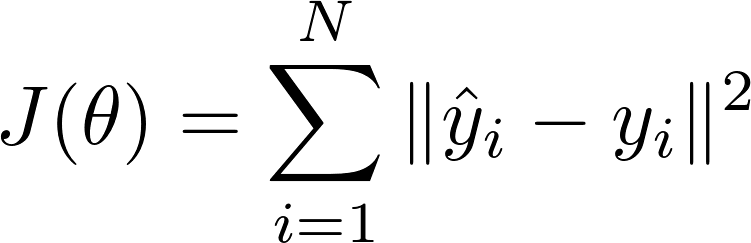 J(θ) = ∑_{i=1}^{N} ‖ŷ_i − y_i‖²